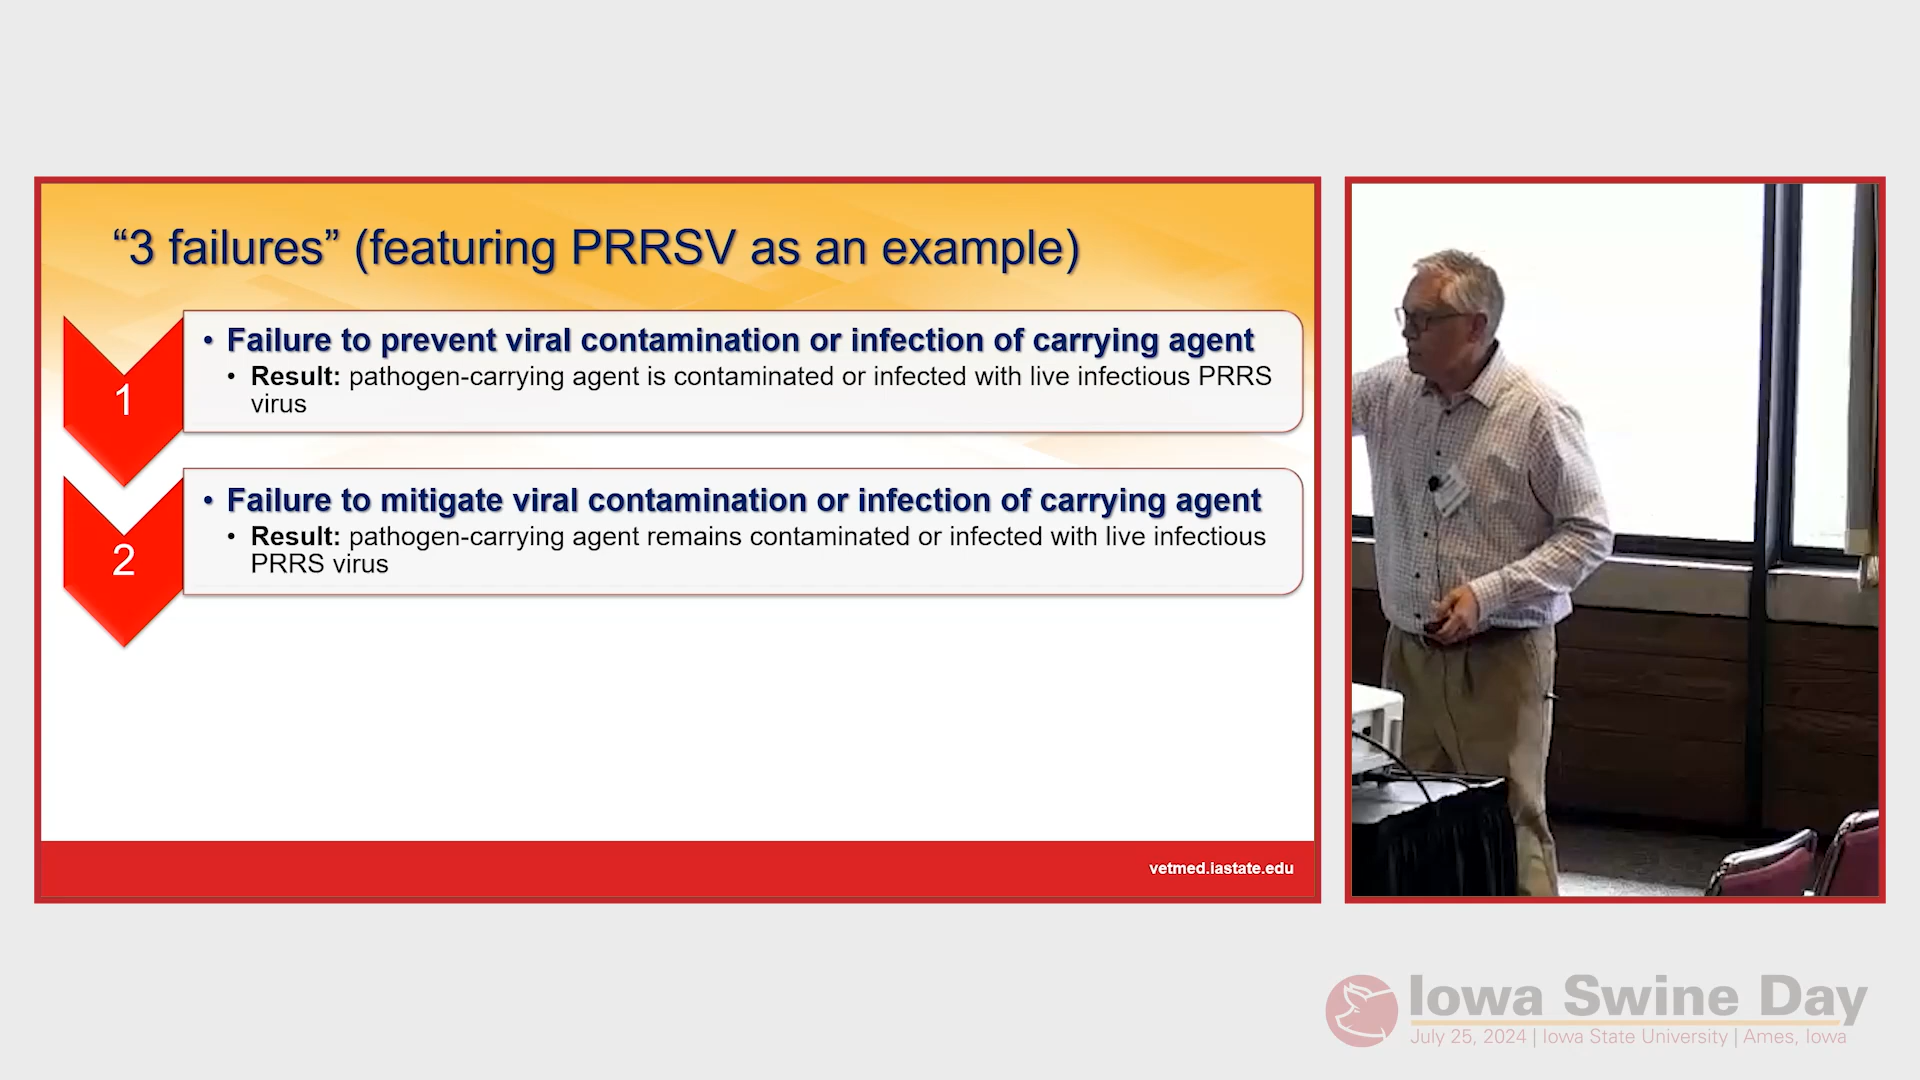 “3 failures” (featuring PRRSV as an example)
1
• Failure to prevent viral contamination or infection of carrying agent
• Result: pathogen-carrying agent is contaminated or infected with live infectious PRRS
virus
2
• Failure to mitigate viral contamination or infection of carrying agent
• Result: pathogen-carrying agent remains contaminated or infected with live infectious
PRRS virus
vetmed.iastate.edu
Iowa Swine Day
July 25, 2024 | Iowa State University | Ames, Iowa